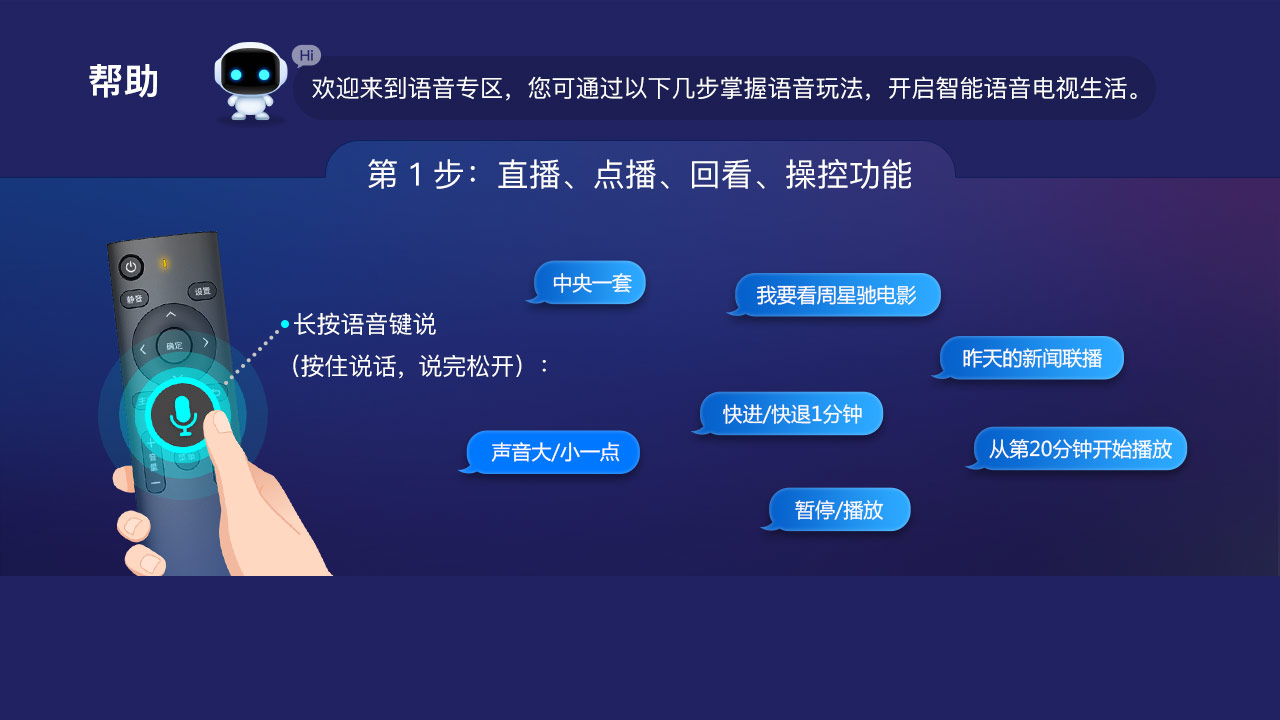 帮助
Hi
欢迎来到语音专区，您可通过以下几步掌握语音玩法，开启智能语音电视生活。
第 1 步：直播、点播、回看、操控功能
静音
设置
确定
音量
长按语音键说
（按住说话，说完松开）：
中央一套
我要看周星驰电影
昨天的新闻联播
快进/快退1分钟
声音大/小一点
从第20分钟开始播放
暂停/播放